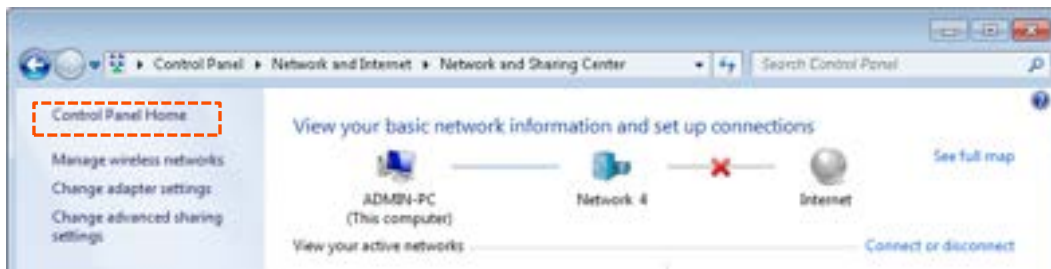 Control Panel Network and Internet Network and Sharing Center Search Control Panel
Control Panel Home
Manage wireless networks
Change adapter settings
Change advanced sharing
settings
View your basic network information and set up connections
See full map
ADMIN-PC
(This computer)
Network 4
Internet
View your active networks
Connect or disconnect